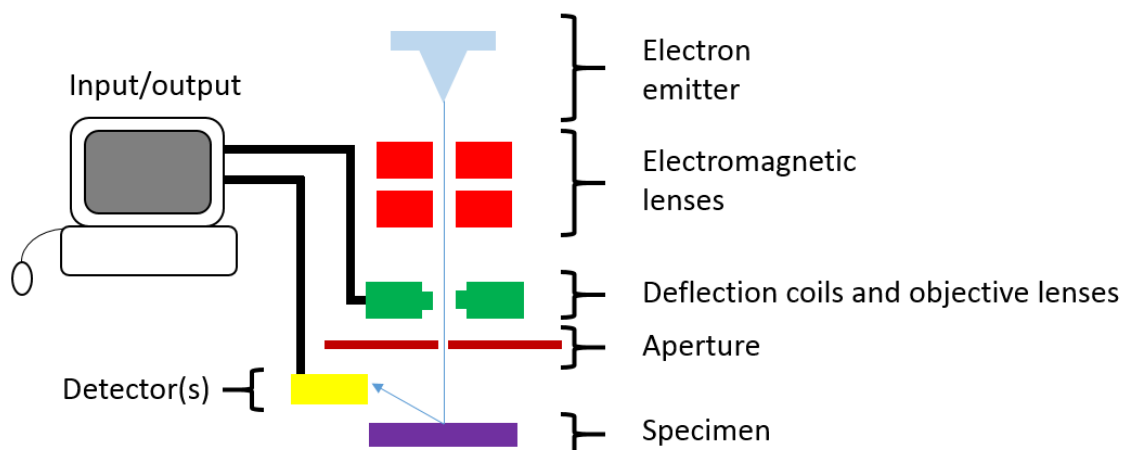 Input/output
Electron
emitter
Electromagnetic
lenses
Deflection coils and objective lenses
Aperture
Detector(s)
Specimen